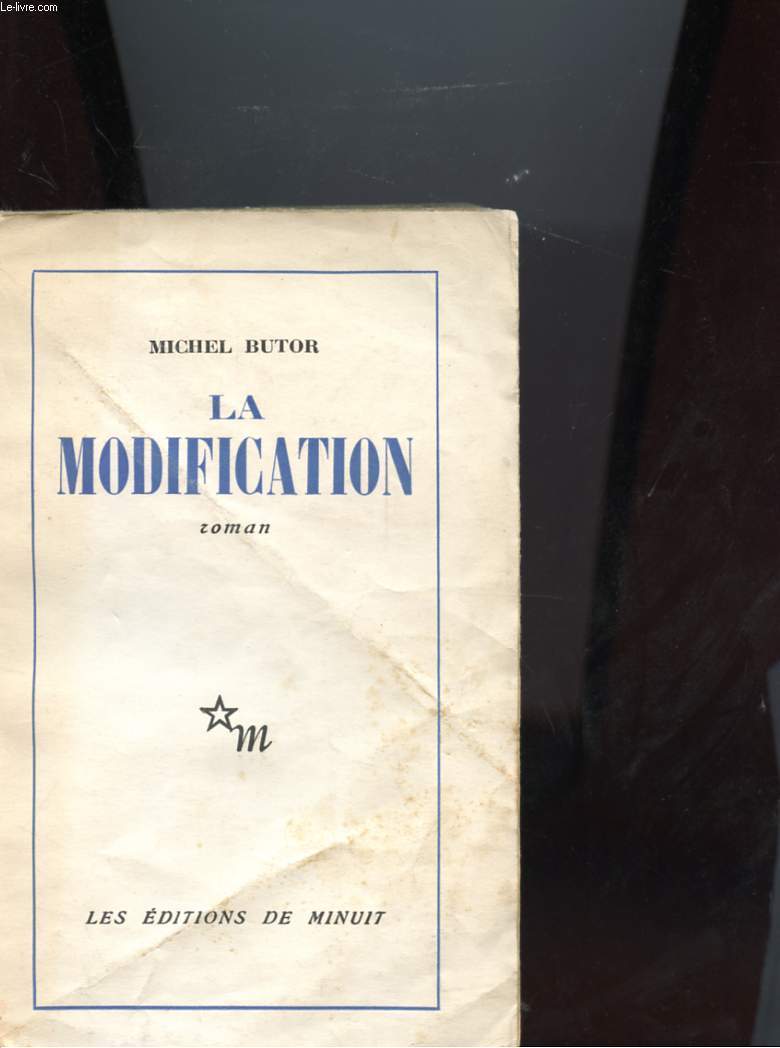 Le-livre.com
MICHEL BUTOR
LA
MODIFICATION
roman
m
LES ÉDITIONS DE MINUIT